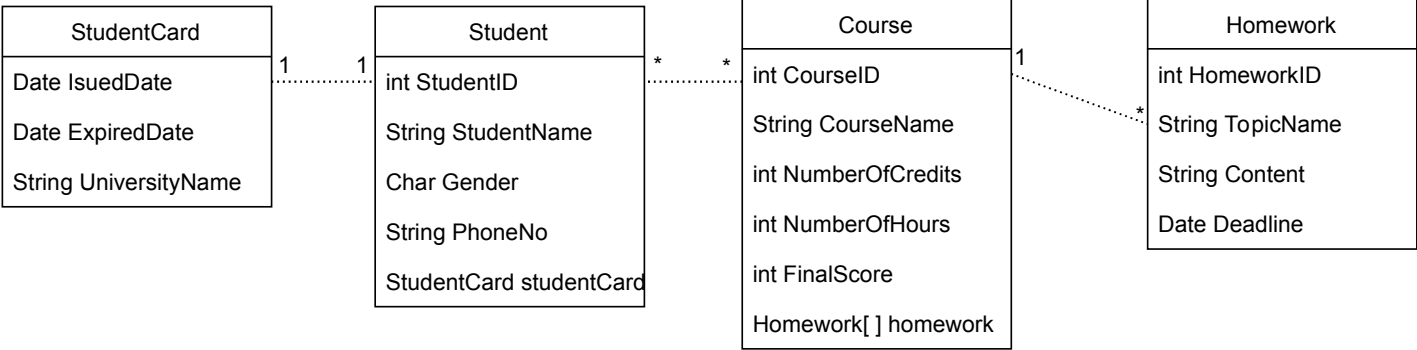 StudentCard
Date IsuedDate
Date ExpiredDate
String UniversityName
1
1
Student
int StudentID
String StudentName
Char Gender
String PhoneNo
StudentCard studentCard
*
*
Course
int CourseID
String CourseName
int NumberOfCredits
int NumberOfHours
int FinalScore
Homework[ ] homework
1
*
Homework
int HomeworkID
String TopicName
String Content
Date Deadline